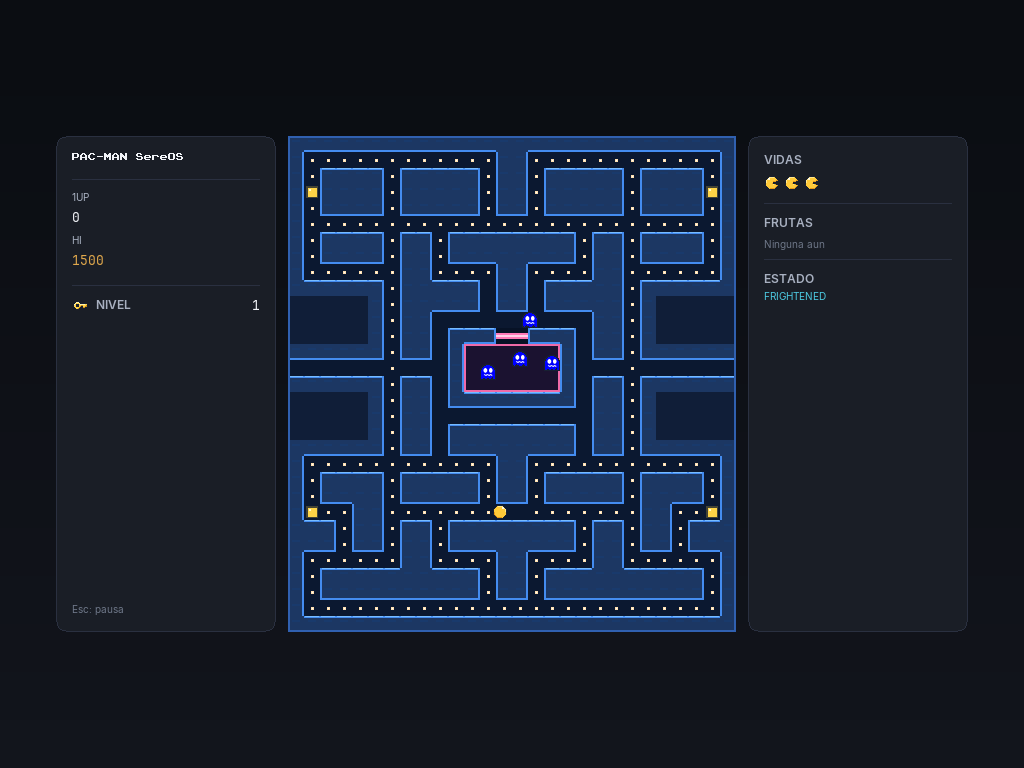 PAC-MAN SereOS
1UP
0
HI
1500
NIVEL 1
Esc: pausa
VIDAS
FRUTAS
Ninguna aun
ESTADO
FRIGHTENED